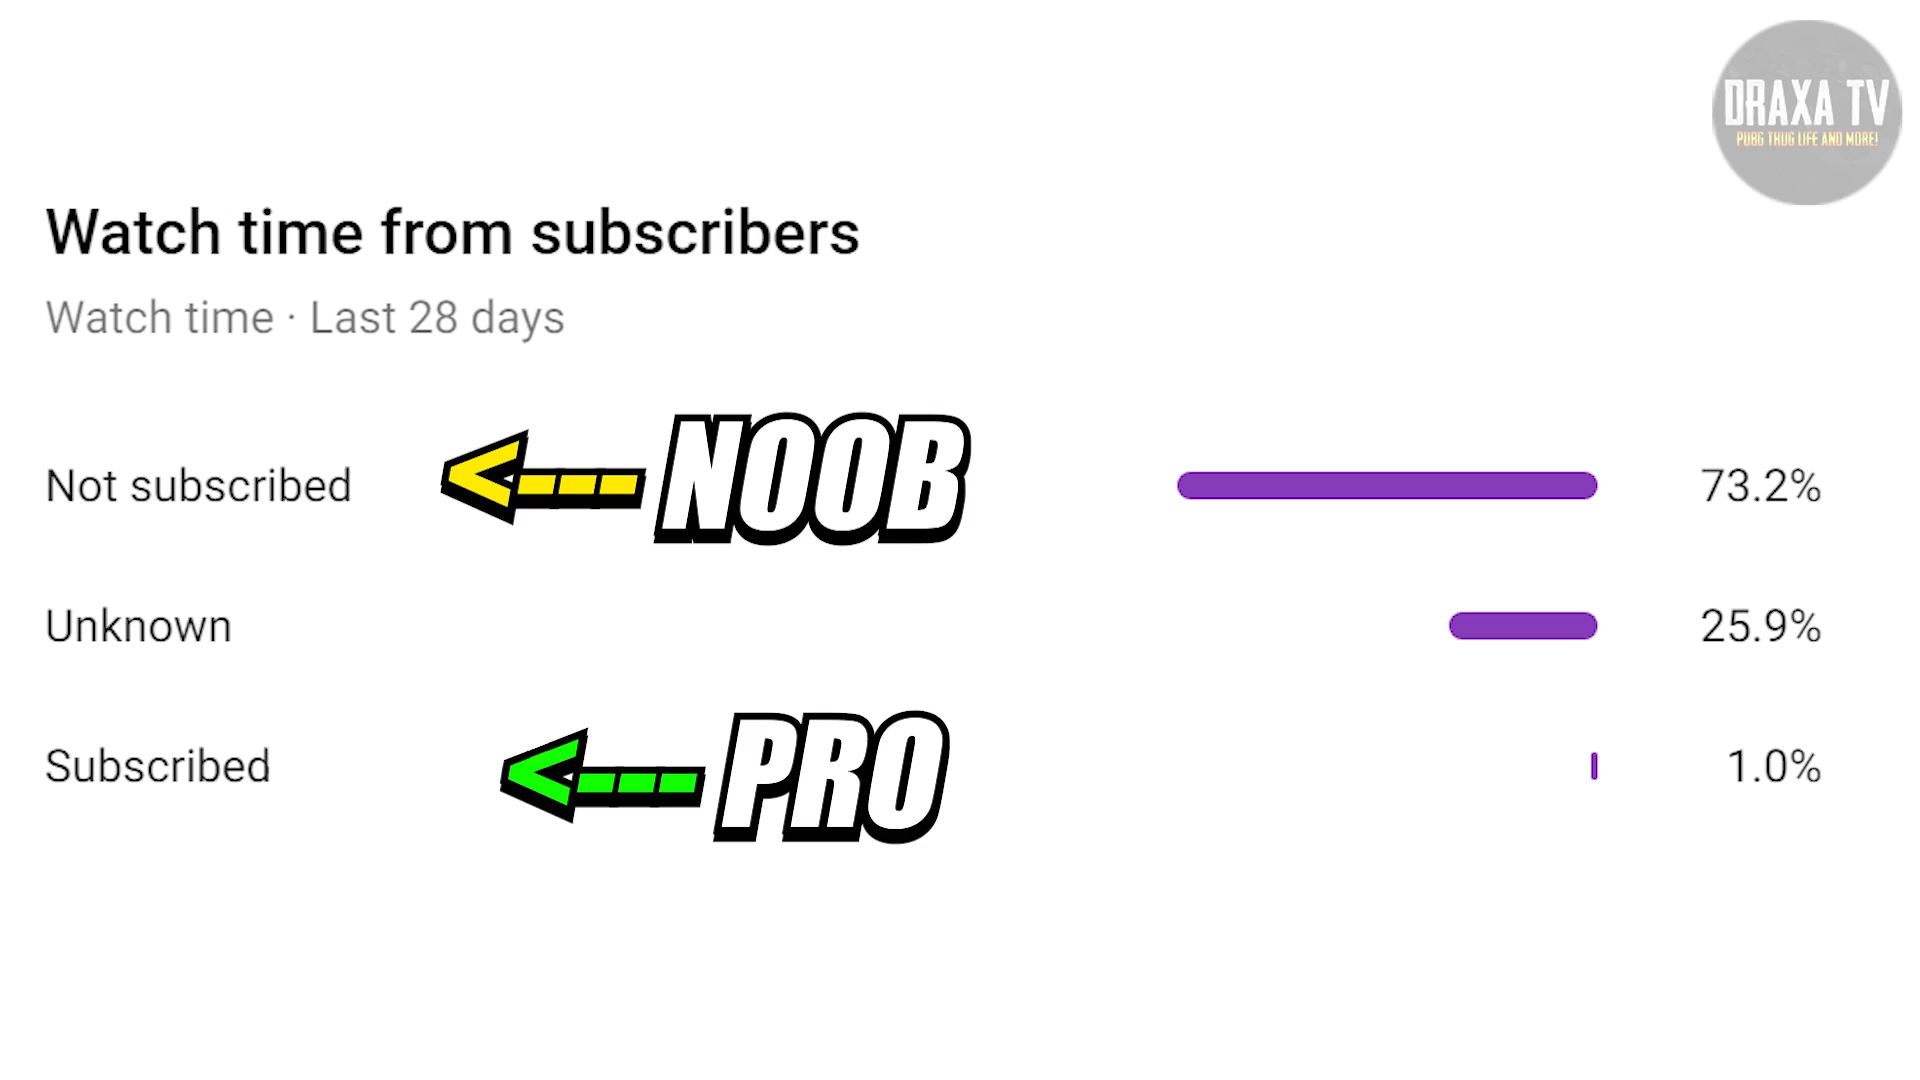 DRAXA TV
PUBG THUG LIFE AND MORE!
Watch time from subscribers
Watch time · Last 28 days
Not subscribed NOOB 73.2%
Unknown 25.9%
Subscribed PRO 1.0%